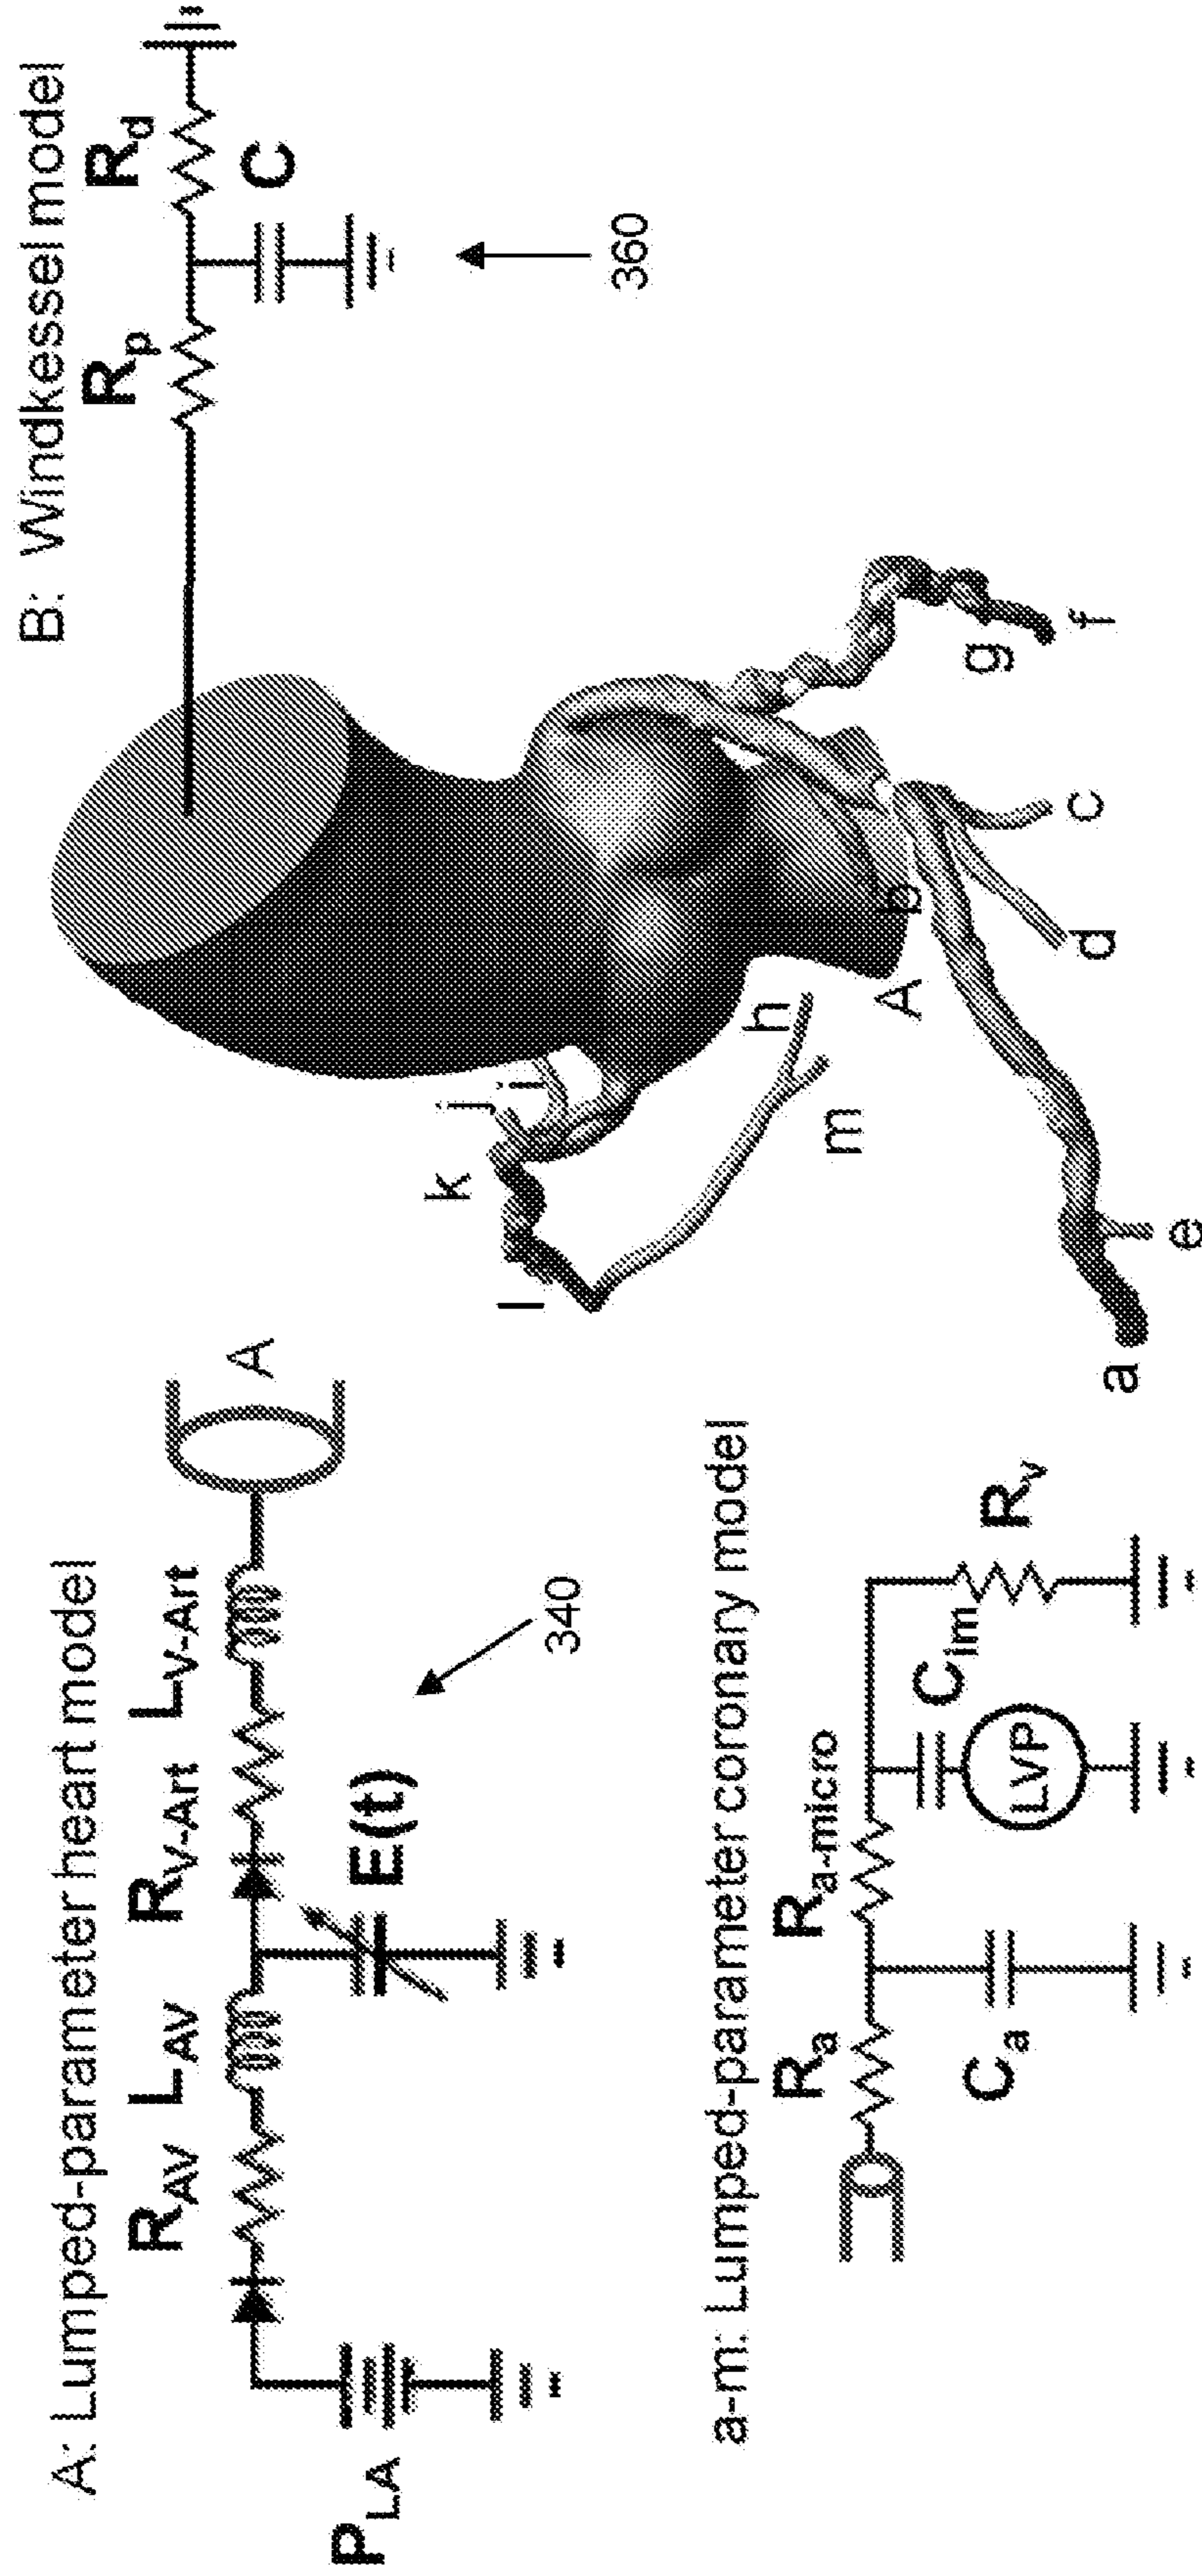 A: Lumped-parameter heart model
R_AV L_AV R_V-Art L_V-Art
A
P_LA
E(t)
340
a-m: Lumped-parameter coronary model
R_a R_a-micro
C_a
C_im
LVP
R_v
B: Windkessel model
R_p R_d
C
360
j i
k
l
h
m
A
b
g
f
c
d
e
a